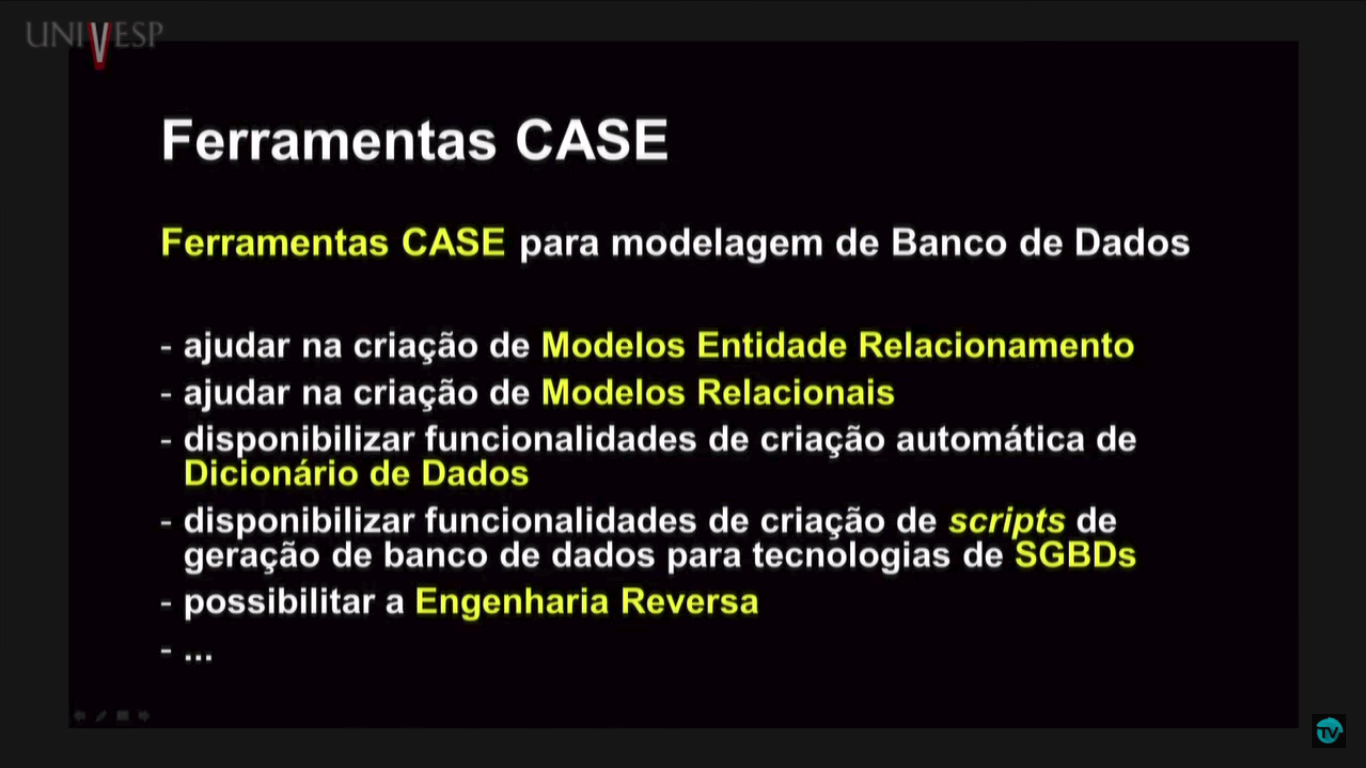 UNIVESP
Ferramentas CASE
Ferramentas CASE para modelagem de Banco de Dados
- ajudar na criação de Modelos Entidade Relacionamento
- ajudar na criação de Modelos Relacionais
- disponibilizar funcionalidades de criação automática de
Dicionário de Dados
- disponibilizar funcionalidades de criação de scripts de
geração de banco de dados para tecnologias de SGBDs
- possibilitar a Engenharia Reversa
- ...
TV